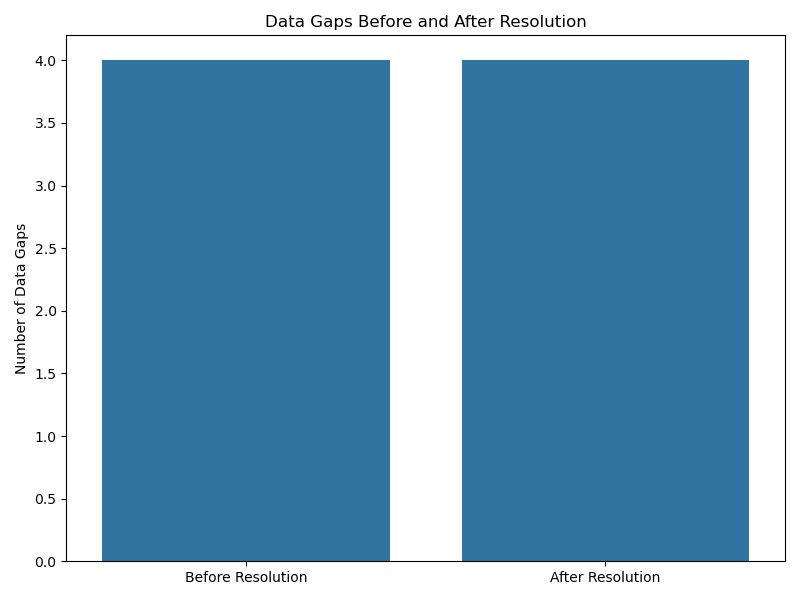 Data Gaps Before and After Resolution
Number of Data Gaps
4.0
3.5
3.0
2.5
2.0
1.5
1.0
0.5
0.0
Before Resolution
After Resolution